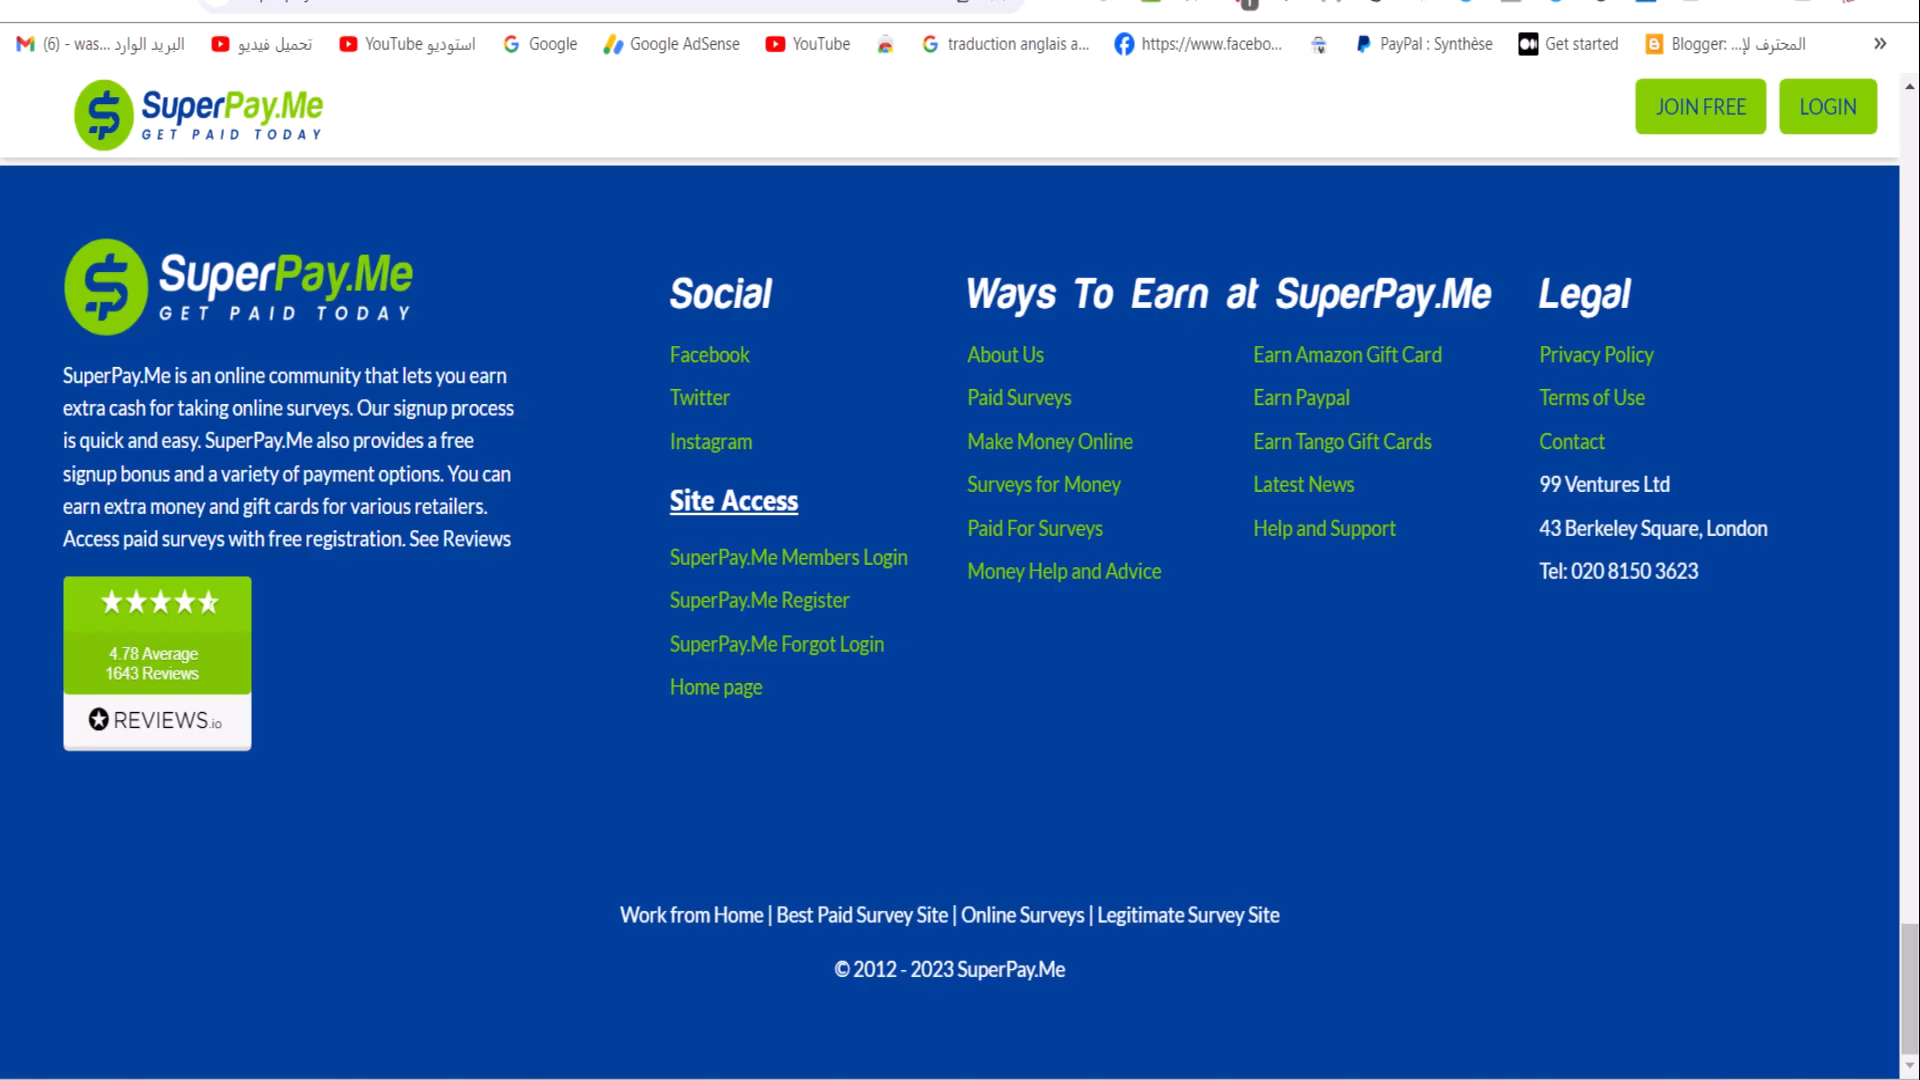 (6) - was... البريد الوارد
تحميل فيديو
YouTube استوديو
Google
Google AdSense
YouTube
traduction anglais a...
https://www.facebo...
PayPal : Synthèse
Get started
Blogger: ...المحترف لإ
»
SuperPay.Me
GET PAID TODAY
JOIN FREE
LOGIN
SuperPay.Me
GET PAID TODAY
SuperPay.Me is an online community that lets you earn
extra cash for taking online surveys. Our signup process
is quick and easy. SuperPay.Me also provides a free
signup bonus and a variety of payment options. You can
earn extra money and gift cards for various retailers.
Access paid surveys with free registration. See Reviews
4.78 Average
1643 Reviews
REVIEWS.io
Social
Facebook
Twitter
Instagram
Site Access
SuperPay.Me Members Login
SuperPay.Me Register
SuperPay.Me Forgot Login
Home page
Ways To Earn at SuperPay.Me
About Us
Paid Surveys
Make Money Online
Surveys for Money
Paid For Surveys
Money Help and Advice
Earn Amazon Gift Card
Earn Paypal
Earn Tango Gift Cards
Latest News
Help and Support
Legal
Privacy Policy
Terms of Use
Contact
99 Ventures Ltd
43 Berkeley Square, London
Tel: 020 8150 3623
Work from Home | Best Paid Survey Site | Online Surveys | Legitimate Survey Site
© 2012 - 2023 SuperPay.Me